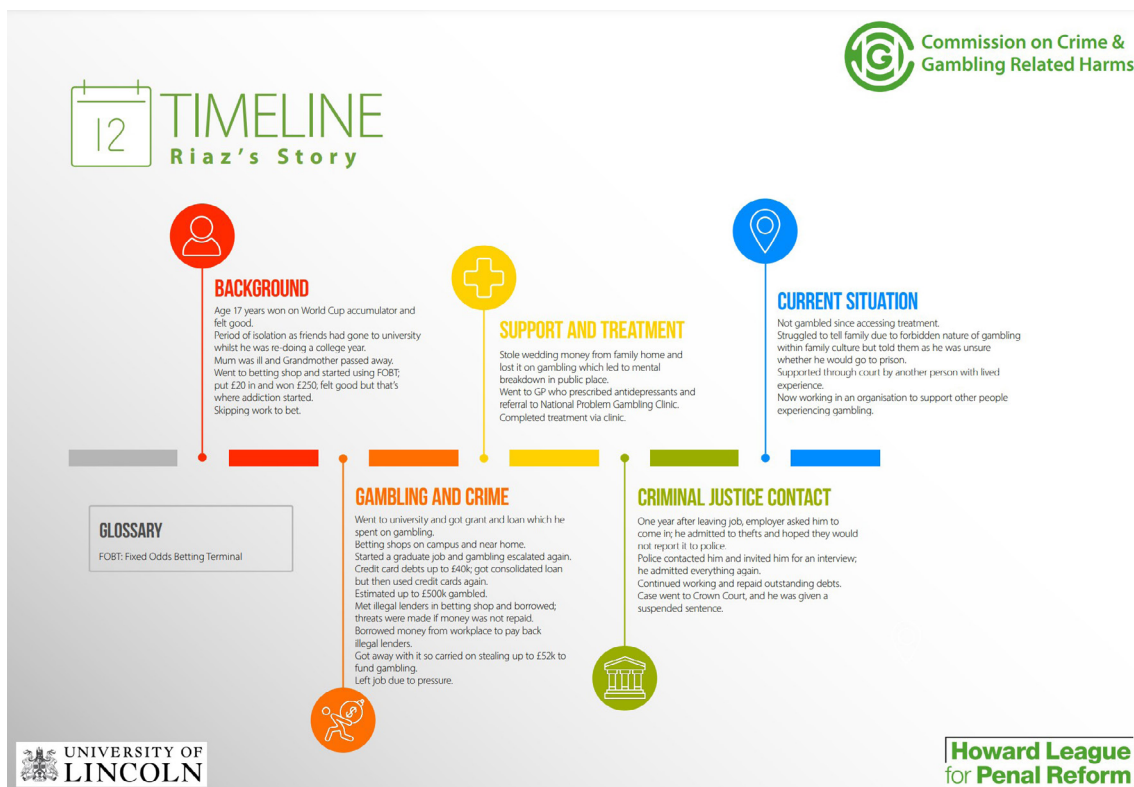 Commission on Crime &
Gambling Related Harms
12
TIMELINE
Riaz's Story
BACKGROUND
Age 17 years won on World Cup accumulator and
felt good.
Period of isolation as friends had gone to university
whilst he was re-doing a college year.
Mum was ill and Grandmother passed away.
Went to betting shop and started using FOBT;
put £20 in and won £250; felt good but that's
where addiction started.
Skipping work to bet.
SUPPORT AND TREATMENT
Stole wedding money from family home and
lost it on gambling which led to mental
breakdown in public place.
Went to GP who prescribed antidepressants and
referral to National Problem Gambling Clinic.
Completed treatment via clinic.
CURRENT SITUATION
Not gambled since accessing treatment.
Struggled to tell family due to forbidden nature of gambling
within family culture but told them as he was unsure
whether he would go to prison.
Supported through court by another person with lived
experience.
Now working in an organisation to support other people
experiencing gambling.
GLOSSARY
FOBT: Fixed Odds Betting Terminal
GAMBLING AND CRIME
Went to university and got grant and loan which he
spent on gambling.
Betting shops on campus and near home.
Started a graduate job and gambling escalated again.
Credit card debts up to £40k; got consolidated loan
but then used credit cards again.
Estimated up to £500k gambled.
Met illegal lenders in betting shop and borrowed;
threats were made If money was not repaid.
Borrowed money from workplace to pay back
illegal lenders.
Got away with it so carried on stealing up to £52k to
fund gambling.
Left job due to pressure.
$
CRIMINAL JUSTICE CONTACT
One year after leaving job, employer asked him to
come in; he admitted to thefts and hoped they would
not report it to police.
Police contacted him and invited him for an interview;
he admitted everything again.
Continued working and repaid outstanding debts.
Case went to Crown Court, and he was given a
suspended sentence.
UNIVERSITY OF
LINCOLN
Howard League
for Penal Reform